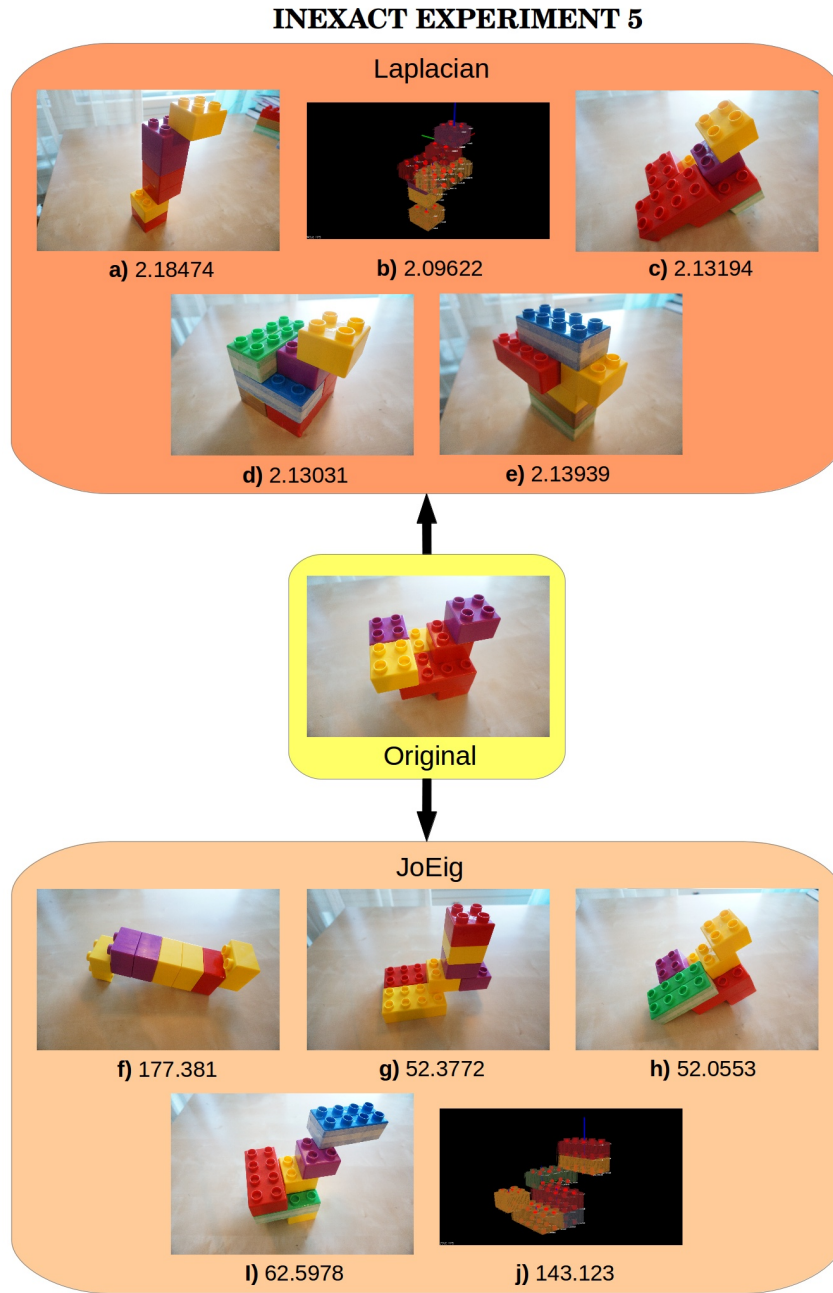 INEXACT EXPERIMENT 5
Laplacian
a) 2.18474
b) 2.09622
c) 2.13194
d) 2.13031
e) 2.13939
Original
JoEig
f) 177.381
g) 52.3772
h) 52.0553
I) 62.5978
j) 143.123